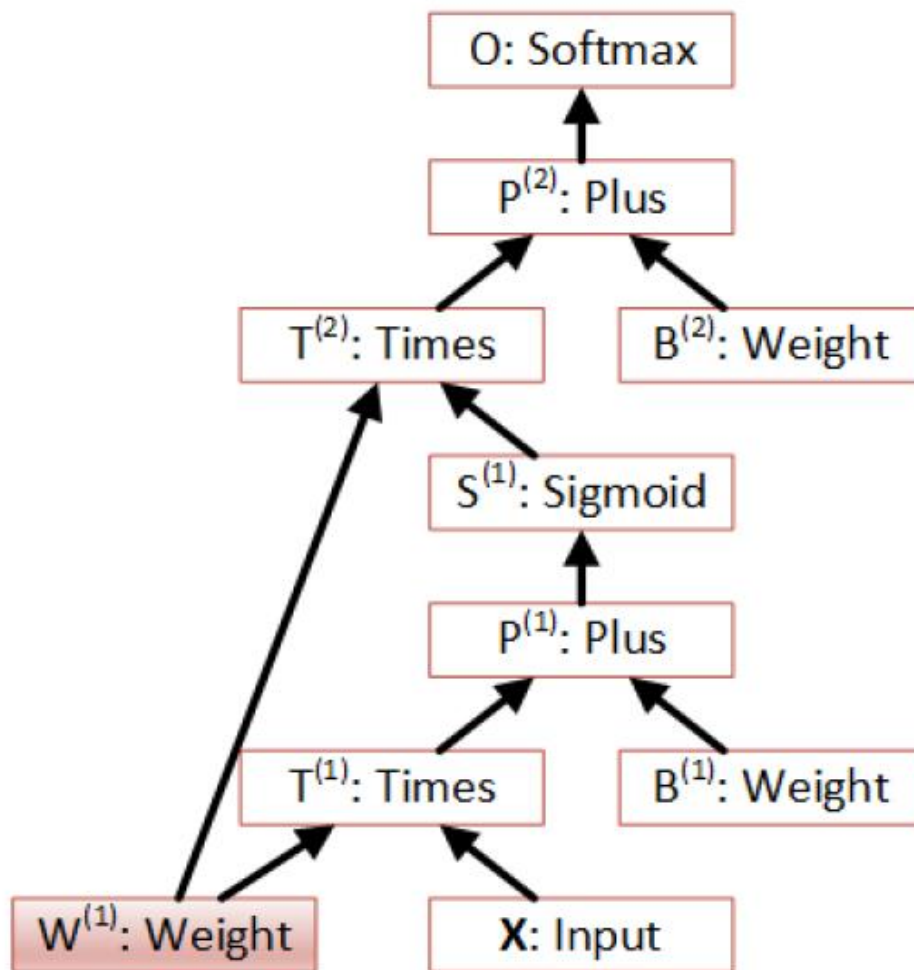 O: Softmax
P^(2): Plus
T^(2): Times
B^(2): Weight
S^(1): Sigmoid
P^(1): Plus
T^(1): Times
B^(1): Weight
W^(1): Weight
X: Input